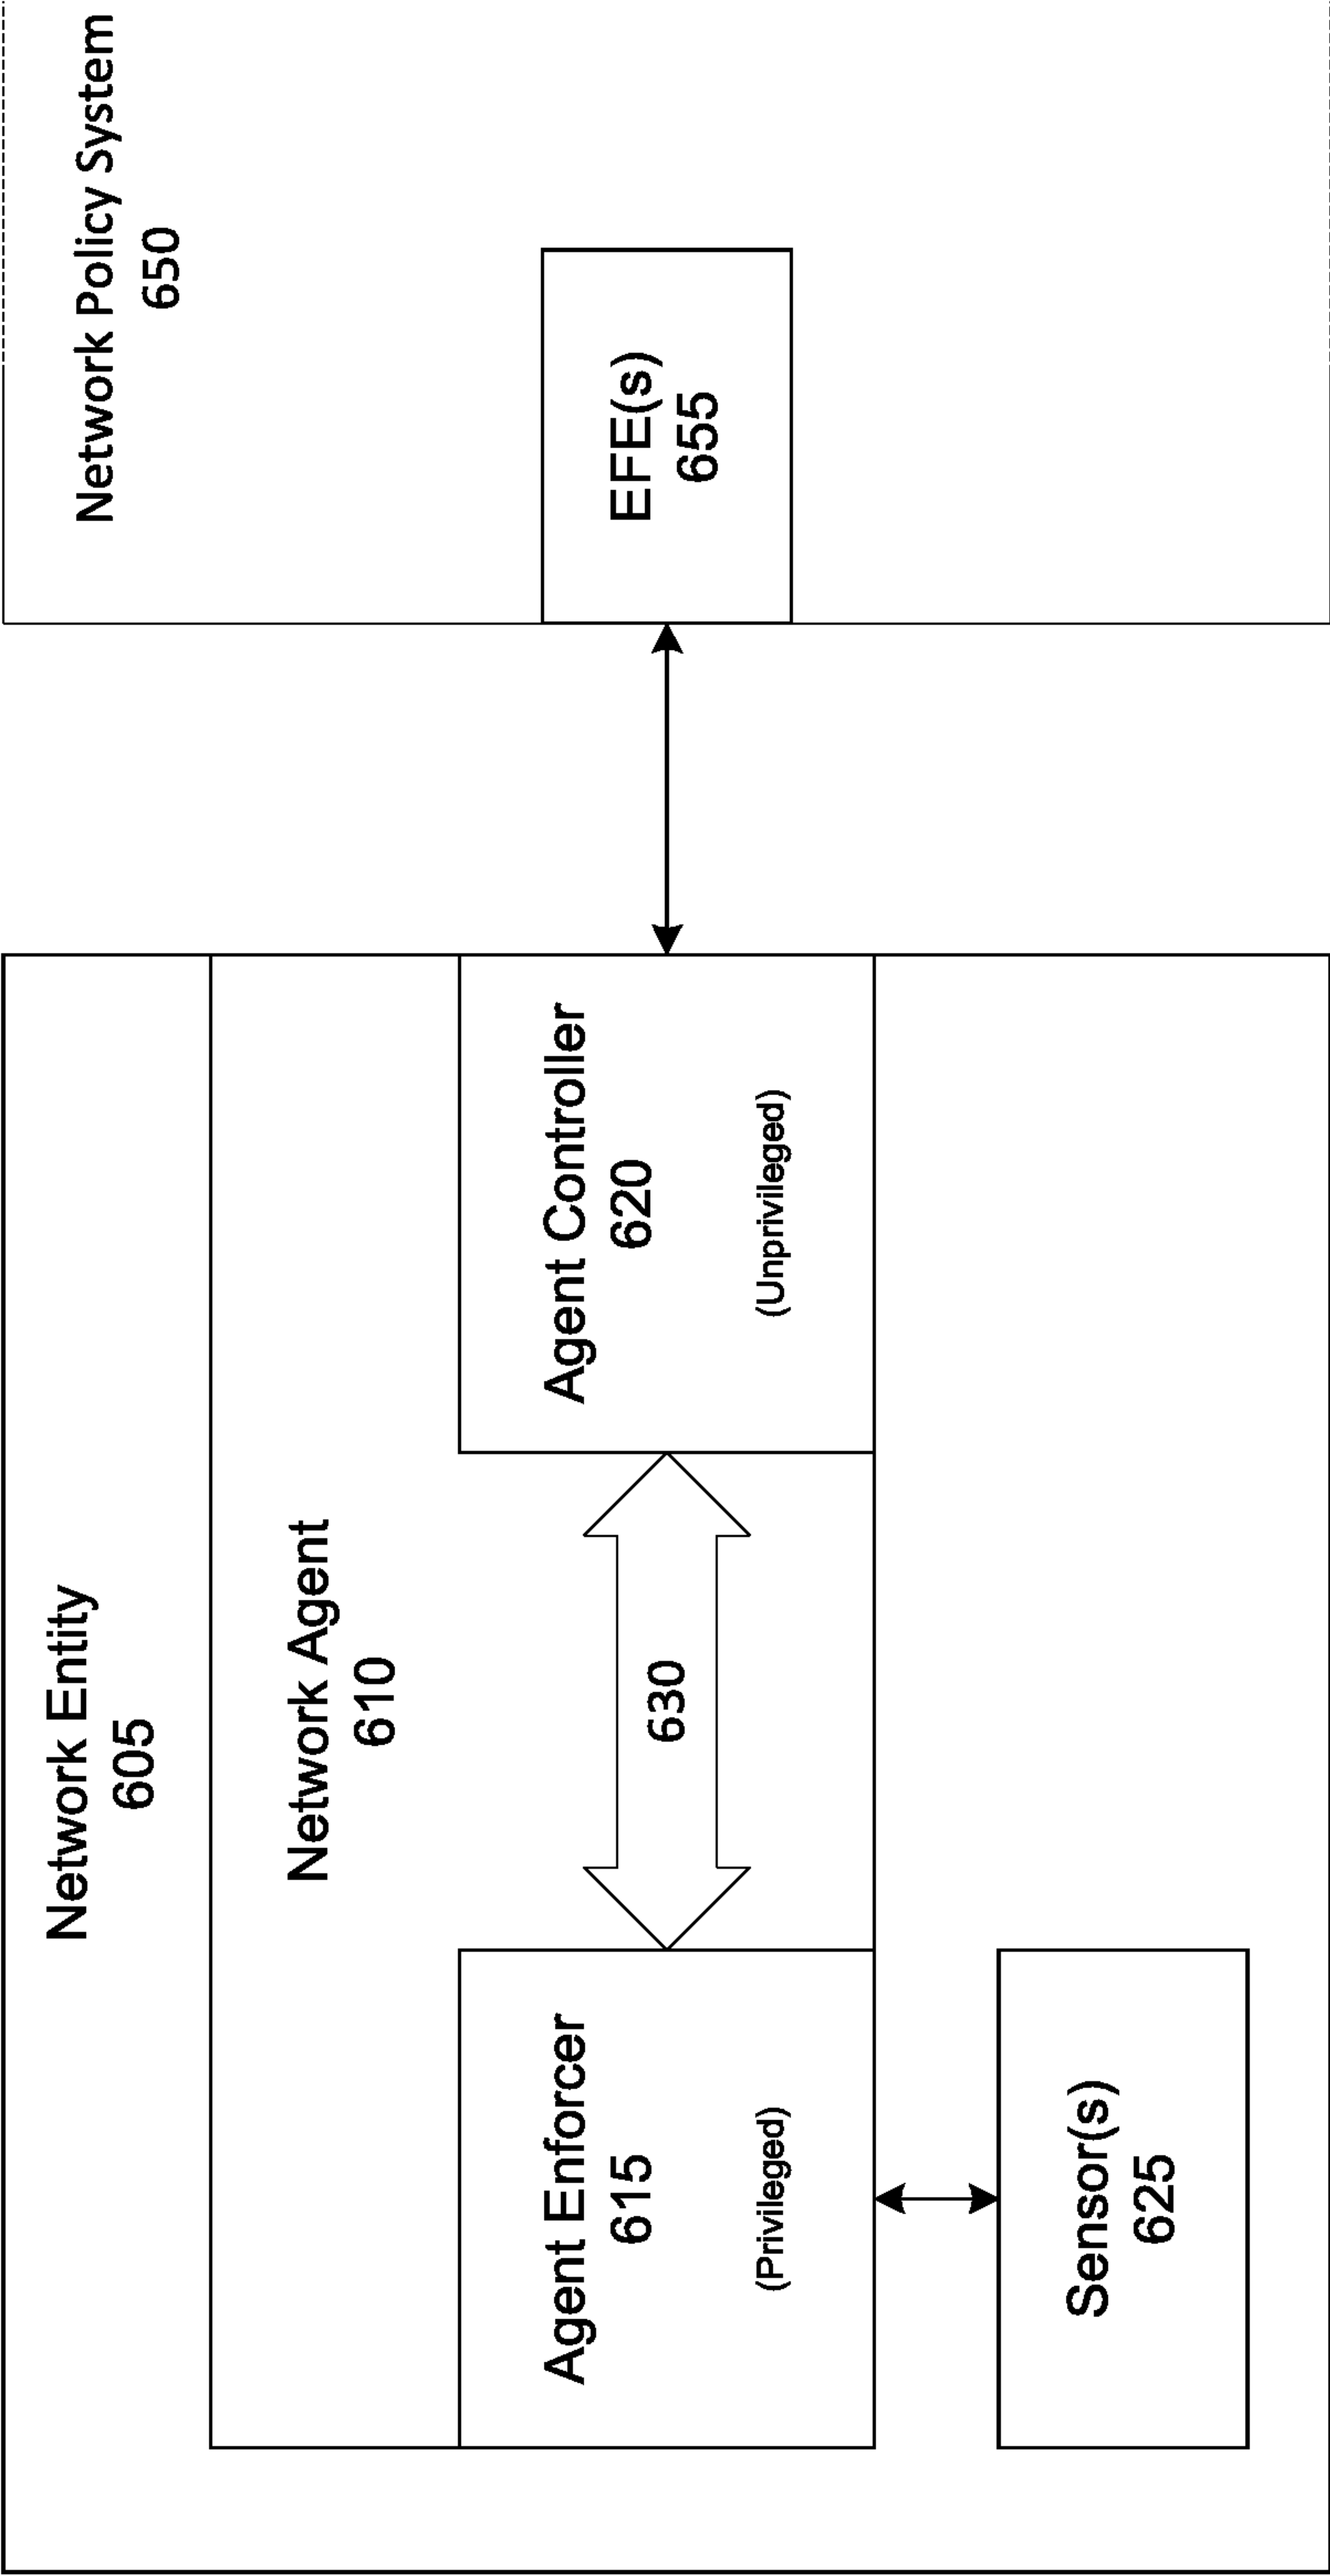 Network Entity
605
Network Agent
610
Agent Enforcer
615
(Privileged)
630
Agent Controller
620
(Unprivileged)
Sensor(s)
625
Network Policy System
650
EFE(s)
655